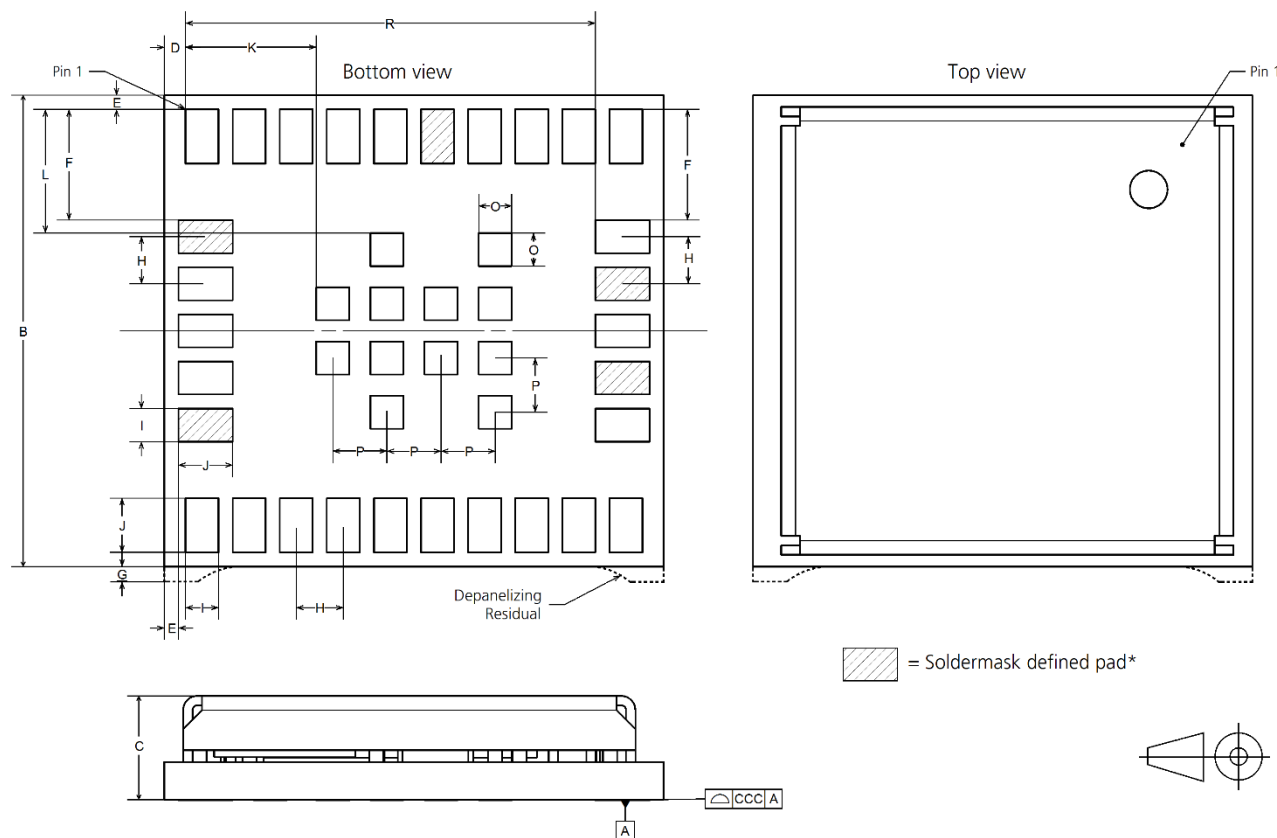 R
D
K
Pin 1
Bottom view
Top view
Pin 1
E
F
F
L
O
O
H
H
B
P
I
P
P
P
J
J
G
Depanelizing
Residual
I
H
E
= Soldermask defined pad*
C
CCC A
A